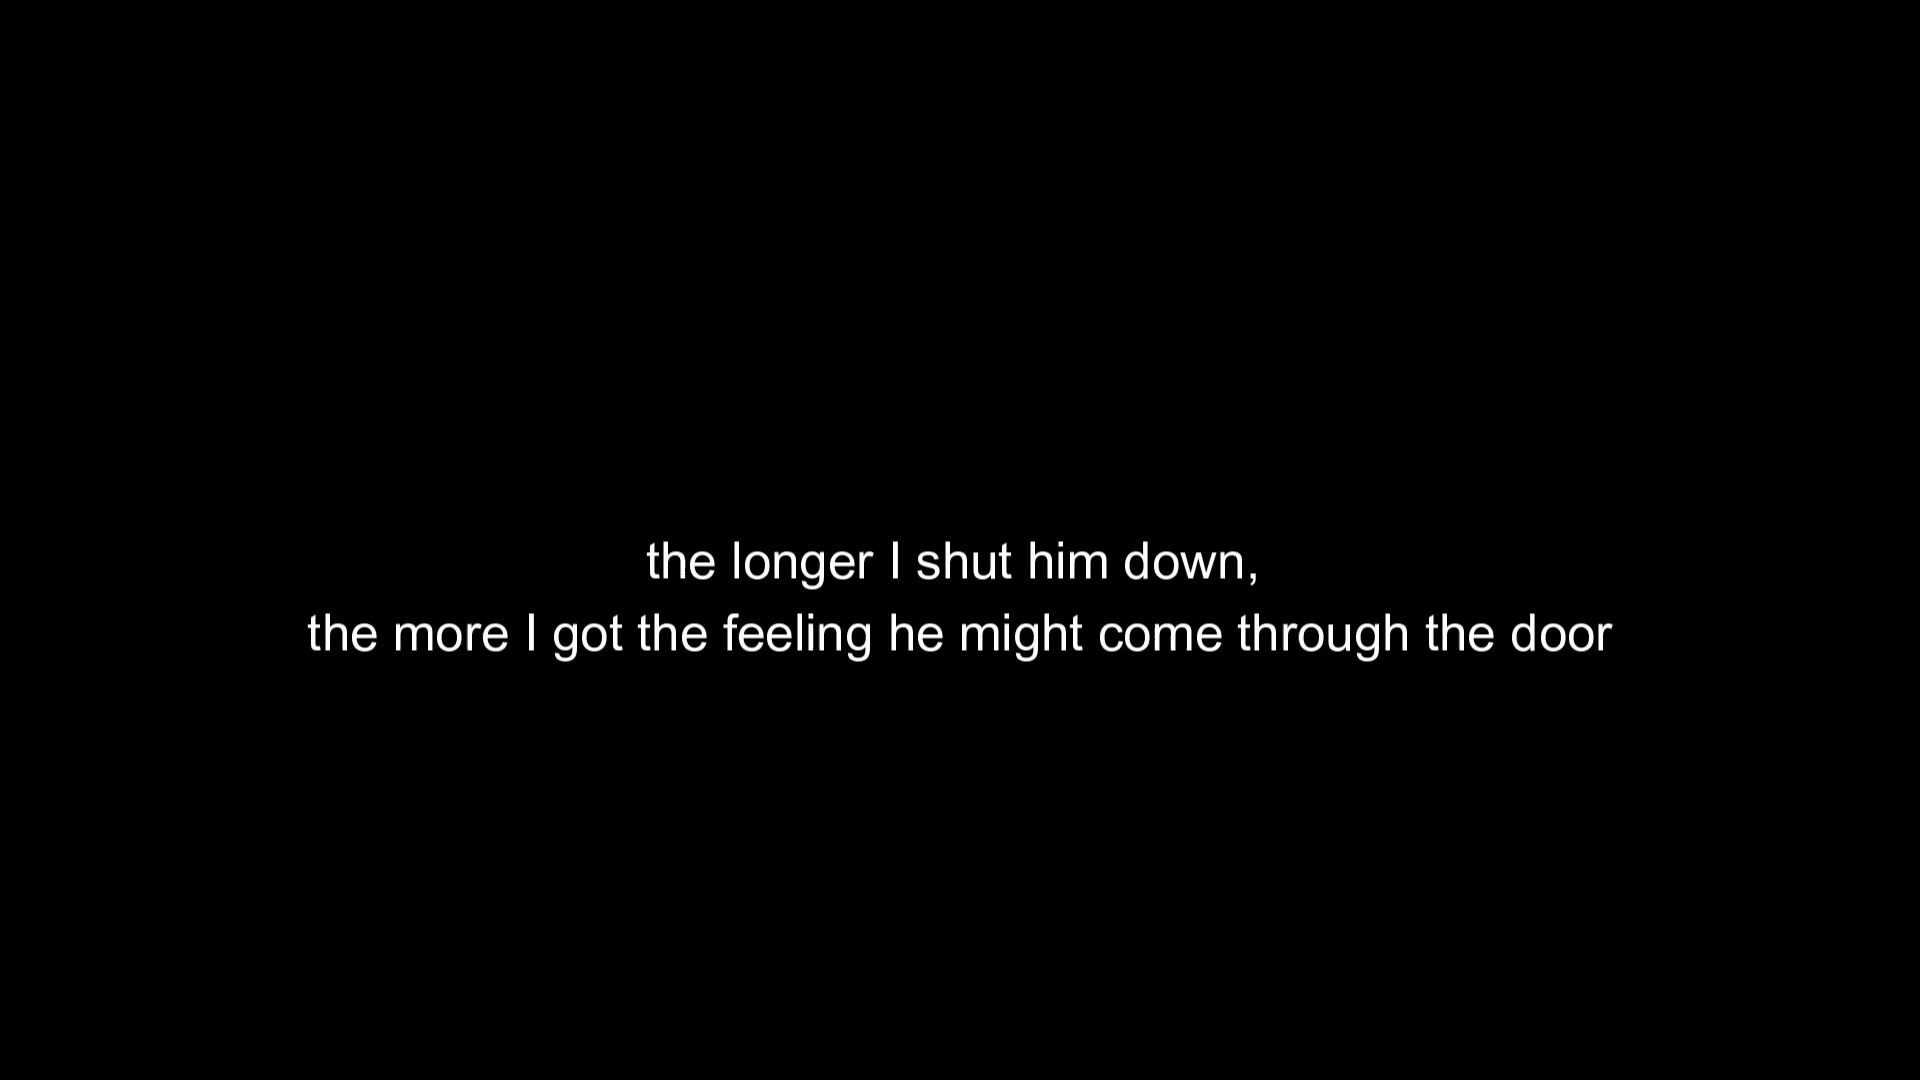 the longer I shut him down,
the more I got the feeling he might come through the door